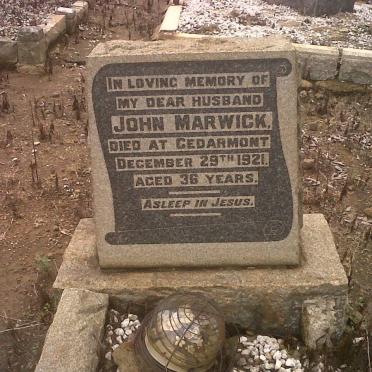 IN LOVING MEMORY OF
MY DEAR HUSBAND
JOHN MARWICK,
DIED AT CEDARMONT
DECEMBER 29TH 1921.
AGED 36 YEARS.
ASLEEP IN JESUS.